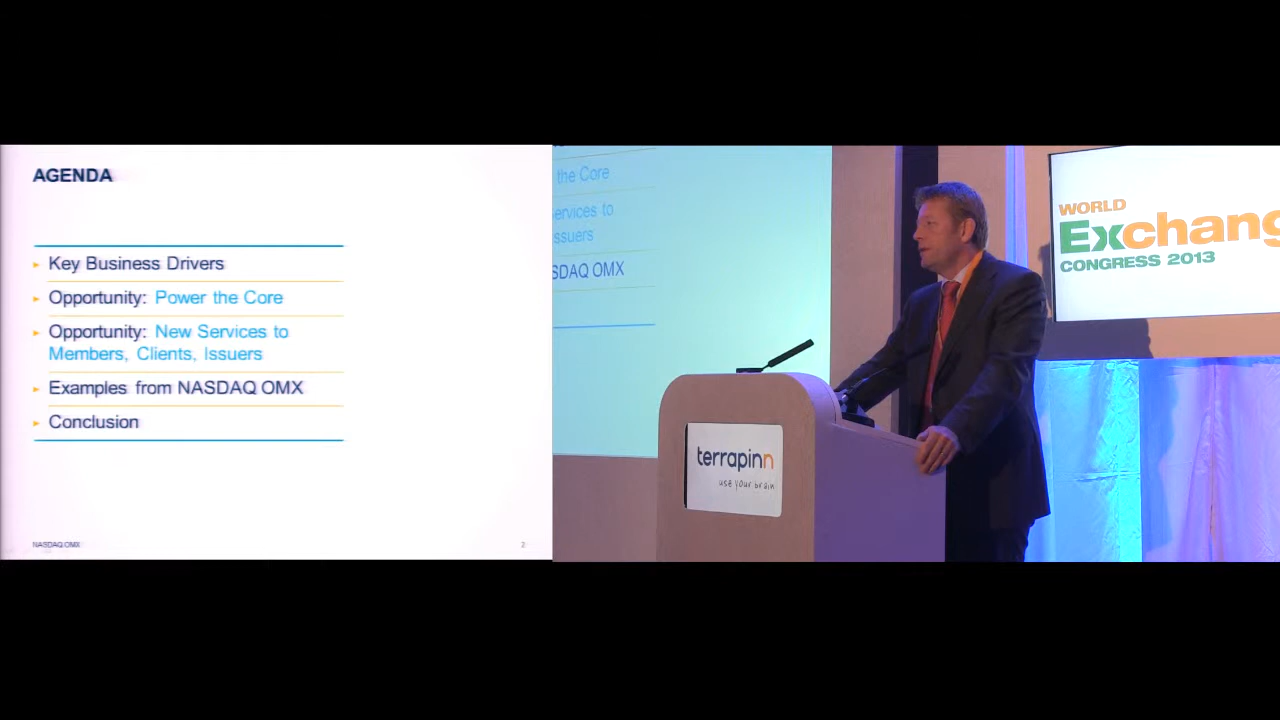 AGENDA
Key Business Drivers
Opportunity: Power the Core
Opportunity: New Services to
Members, Clients, Issuers
Examples from NASDAQ OMX
Conclusion
NASDAQ OMX
2
the Core
ervices to
ssuers
SDAQ OMX
terrapinn
use your brain
WORLD
Exchang
CONGRESS 2013